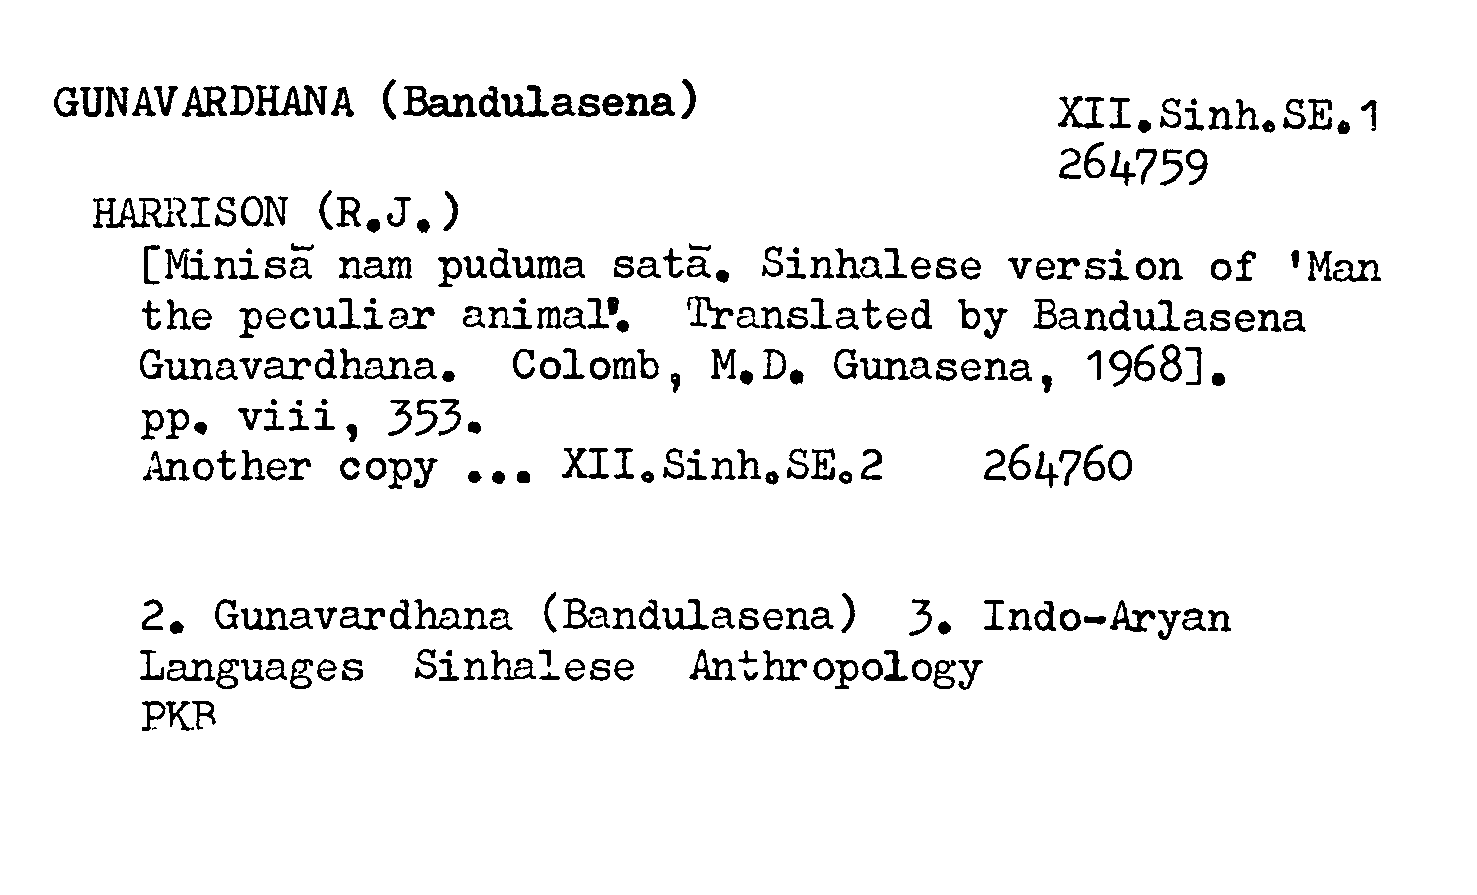 GUNAVARDHANA (Bandulasena)
XII.Sinh.SE.1
264759
HARRISON (R.J.)
[Minisā nam puduma satā. Sinhalese version of 'Man
the peculiar animal'. Translated by Bandulasena
Gunavardhana. Colomb, M.D. Gunasena, 1968].
pp. viii, 353.
Another copy ... XII.Sinh.SE.2 264760
2. Gunavardhana (Bandulasena) 3. Indo-Aryan
Languages Sinhalese Anthropology
PKB